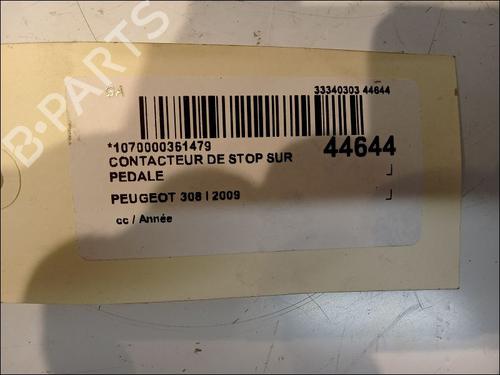 B-PARTS
SA
33340303 44644
*1070000361479
44644
CONTACTEUR DE STOP SUR
PEDALE
PEUGEOT 308 I 2009
cc / Année